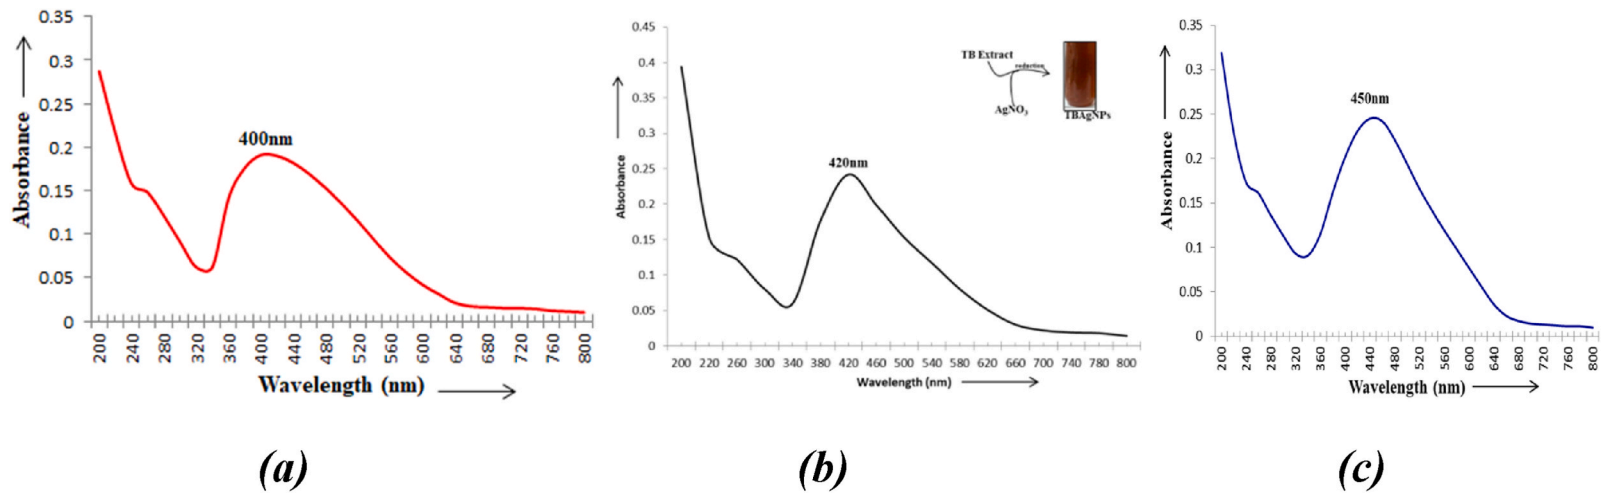 0.35
0.3
0.25
0.2
0.15
0.1
0.05
0
Absorbance
400nm
200 240 280 320 360 400 440 480 520 560 600 640 680 720 760 800
Wavelength (nm)
(a)
0.45
0.4
0.35
0.3
0.25
0.2
0.15
0.1
0.05
0
Absorbance
420nm
TB Extract
reduction
AgNO₃
TBAgNPs
200 220 260 300 340 380 420 460 500 540 580 620 660 700 740 780 800
Wavelength (nm)
(b)
0.35
0.3
0.25
0.2
0.15
0.1
0.05
0
Absorbance
450nm
200 240 280 320 360 400 440 480 520 560 600 640 680 720 760 800
Wavelength (nm)
(c)